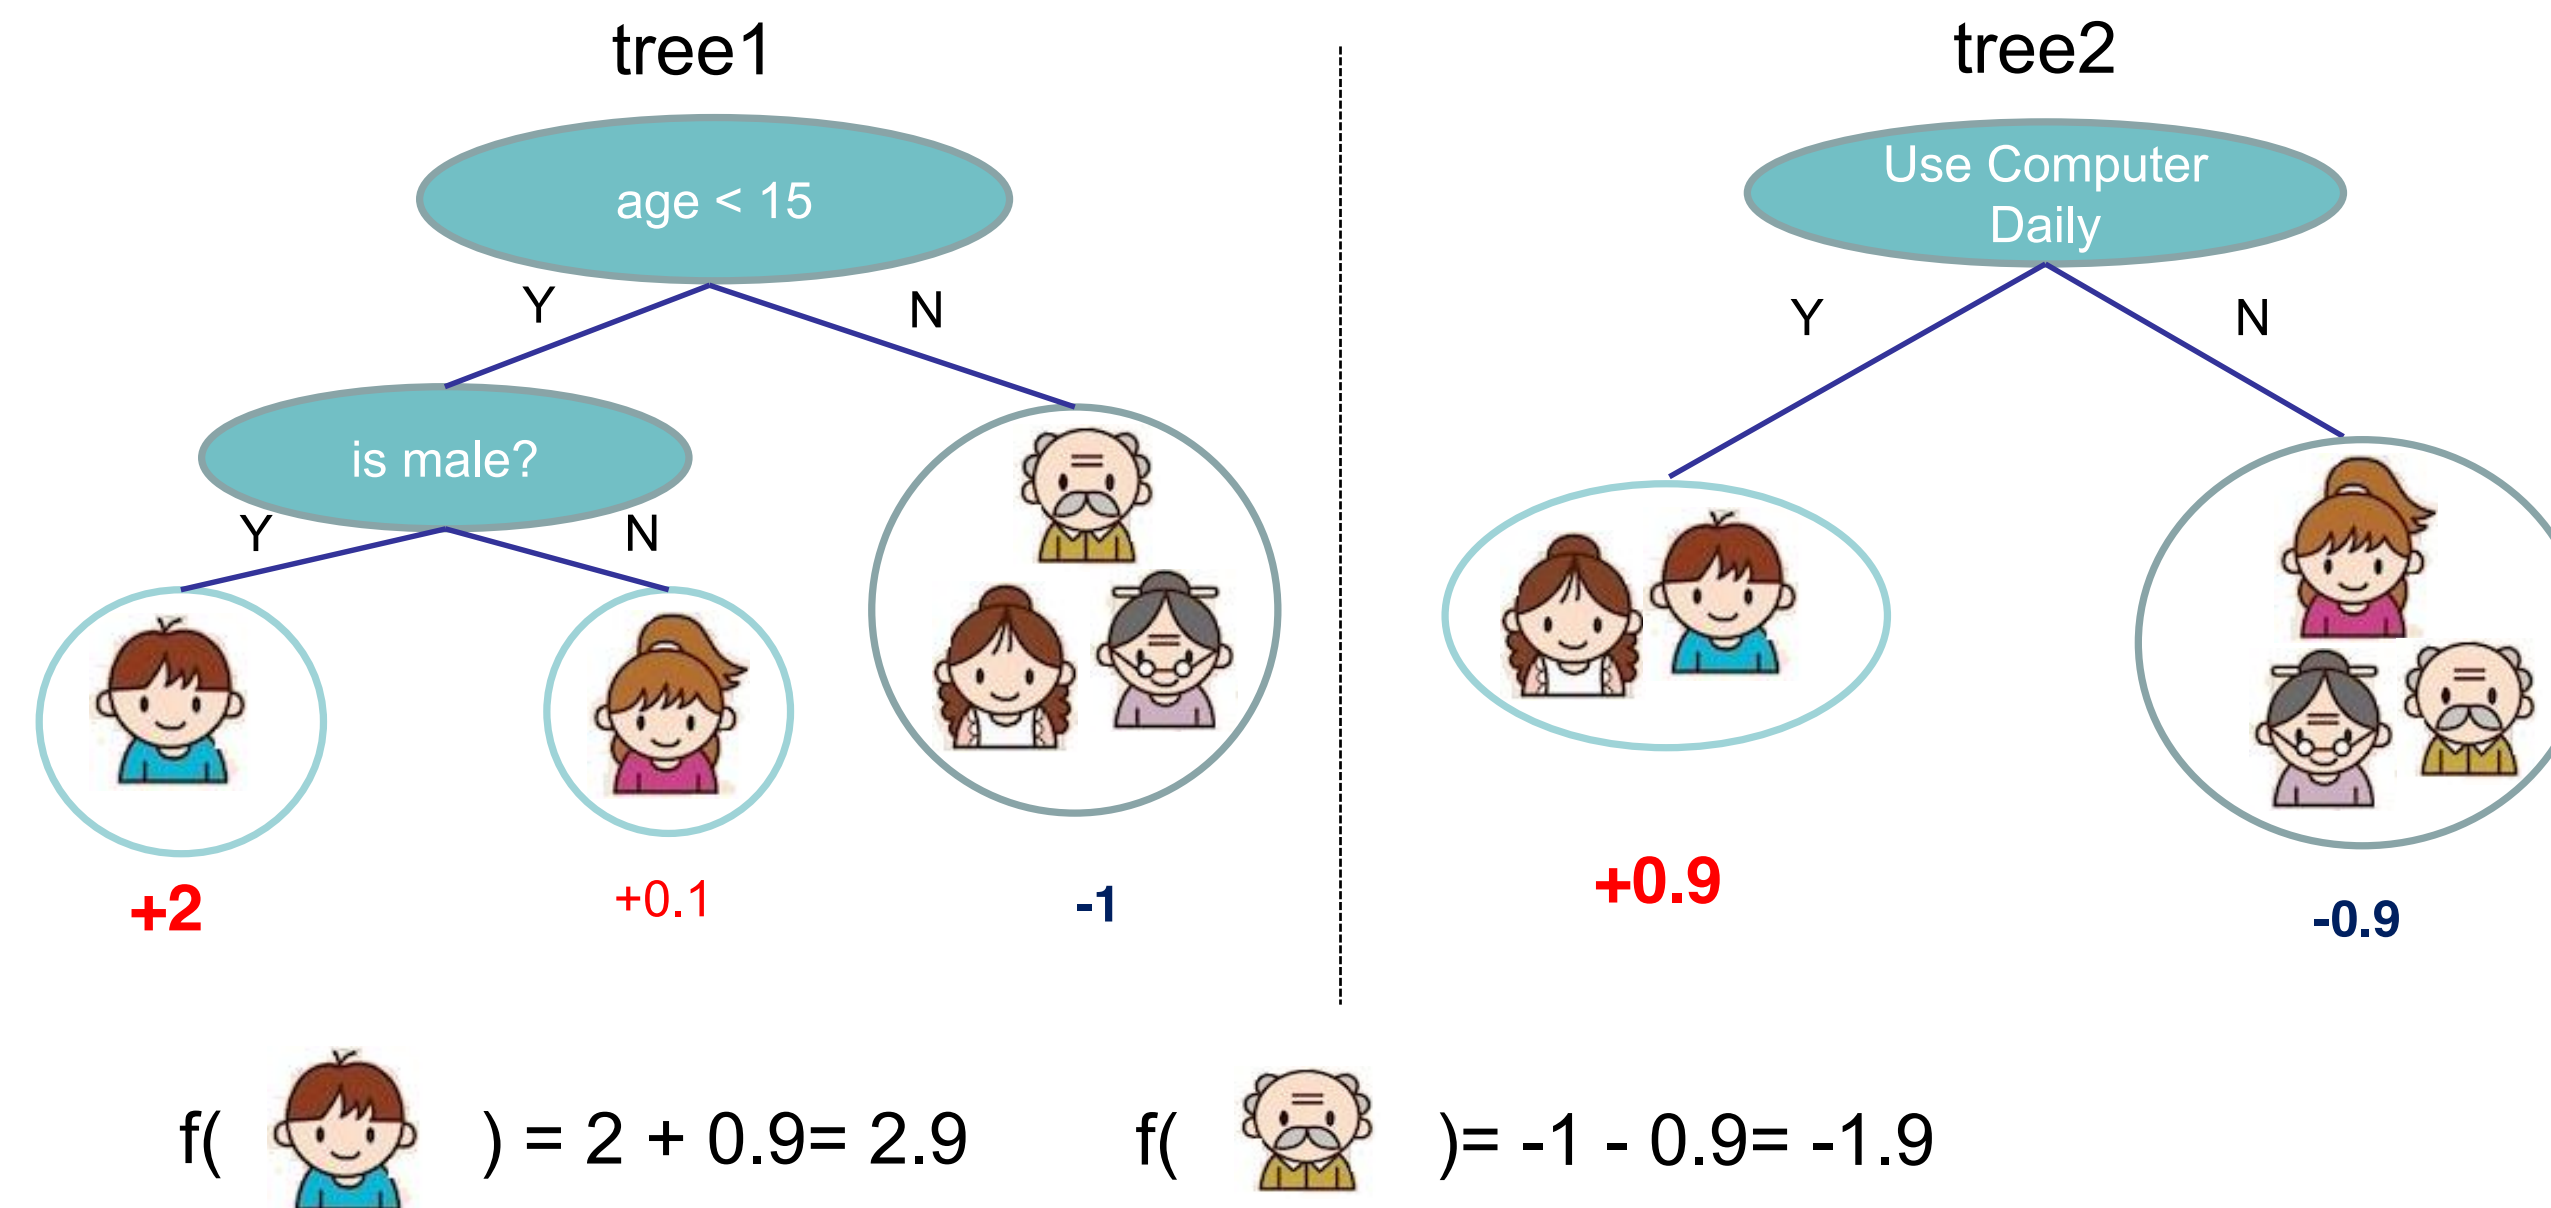 tree1
tree2
age < 15
Use Computer
Daily
Y
N
Y
N
is male?
Y
N
+2
+0.1
-1
+0.9
-0.9
f( ) = 2 + 0.9= 2.9
f( )= -1 - 0.9= -1.9